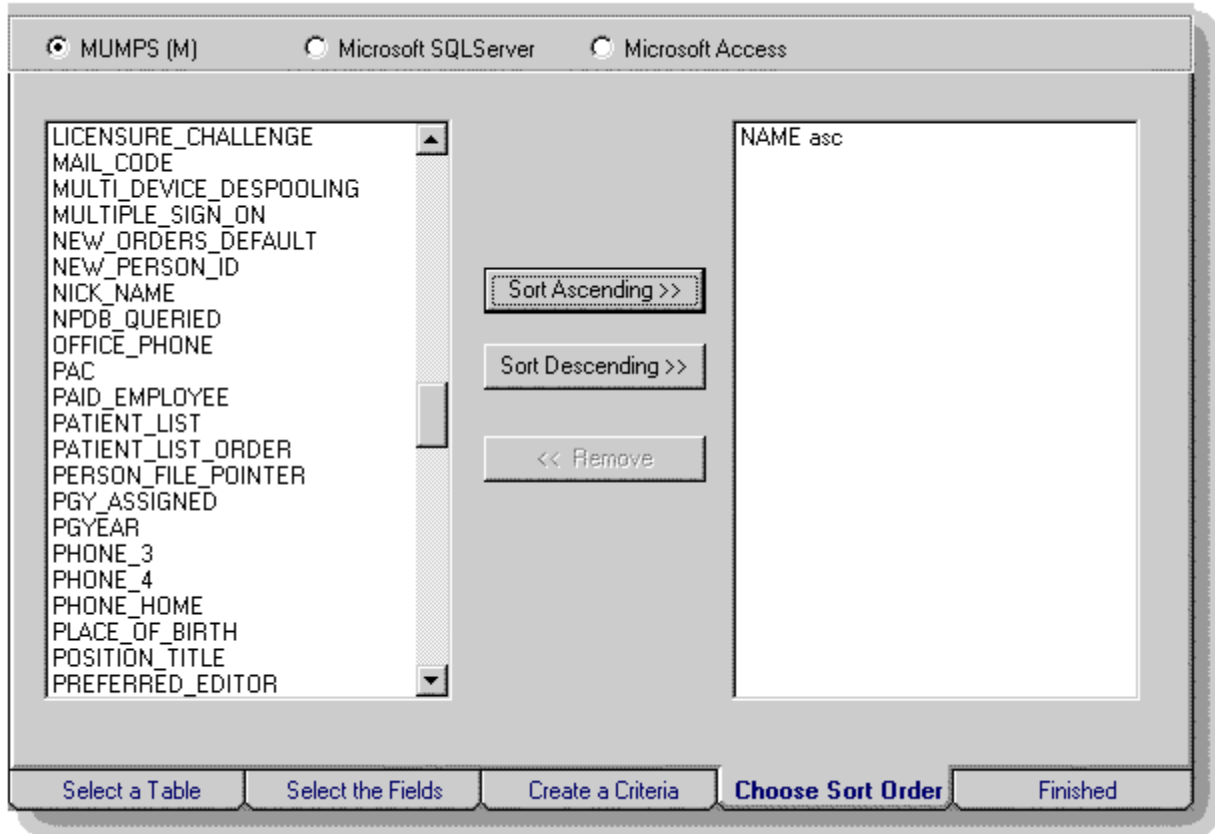 MUMPS (M) Microsoft SQLServer Microsoft Access
LICENSURE_CHALLENGE
MAIL_CODE
MULTI_DEVICE_DESPOOLING
MULTIPLE_SIGN_ON
NEW_ORDERS_DEFAULT
NEW_PERSON_ID
NICK_NAME
NPDB_QUERIED
OFFICE_PHONE
PAC
PAID_EMPLOYEE
PATIENT_LIST
PATIENT_LIST_ORDER
PERSON_FILE_POINTER
PGY_ASSIGNED
PGYEAR
PHONE_3
PHONE_4
PHONE_HOME
PLACE_OF_BIRTH
POSITION_TITLE
PREFERRED_EDITOR
Sort Ascending >>
Sort Descending >>
<< Remove
NAME asc
Select a Table Select the Fields Create a Criteria Choose Sort Order Finished